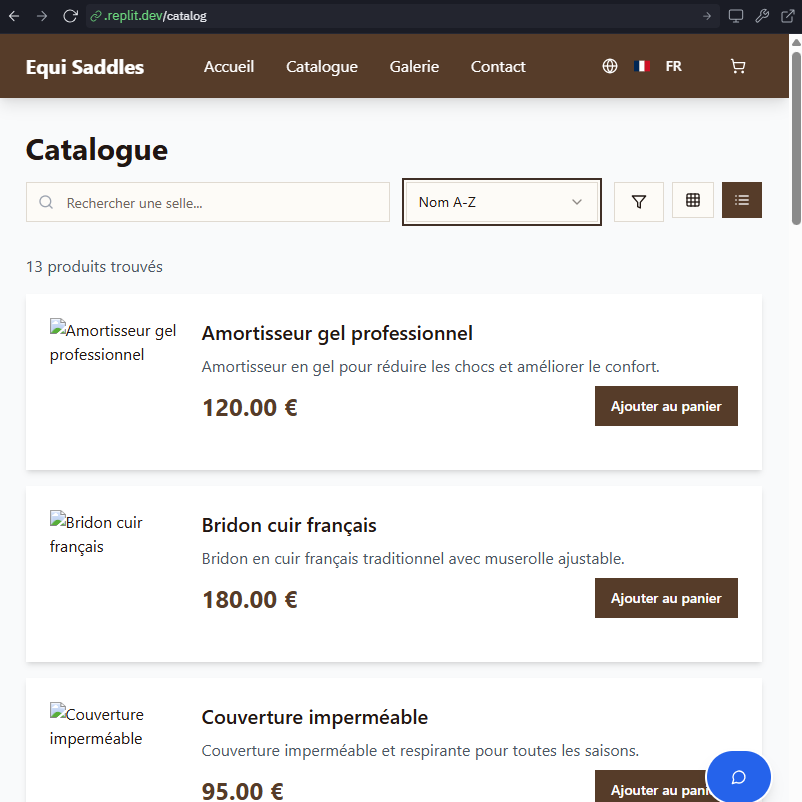 .replit.dev/catalog
Equi Saddles
Accueil
Catalogue
Galerie
Contact
FR
Catalogue
Rechercher une selle...
Nom A-Z
13 produits trouvés
Amortisseur gel
professionnel
Amortisseur gel professionnel
Amortisseur en gel pour réduire les chocs et améliorer le confort.
120.00 €
Ajouter au panier
Bridon cuir
français
Bridon cuir français
Bridon en cuir français traditionnel avec muserolle ajustable.
180.00 €
Ajouter au panier
Couverture
imperméable
Couverture imperméable
Couverture imperméable et respirante pour toutes les saisons.
95.00 €
Ajouter au